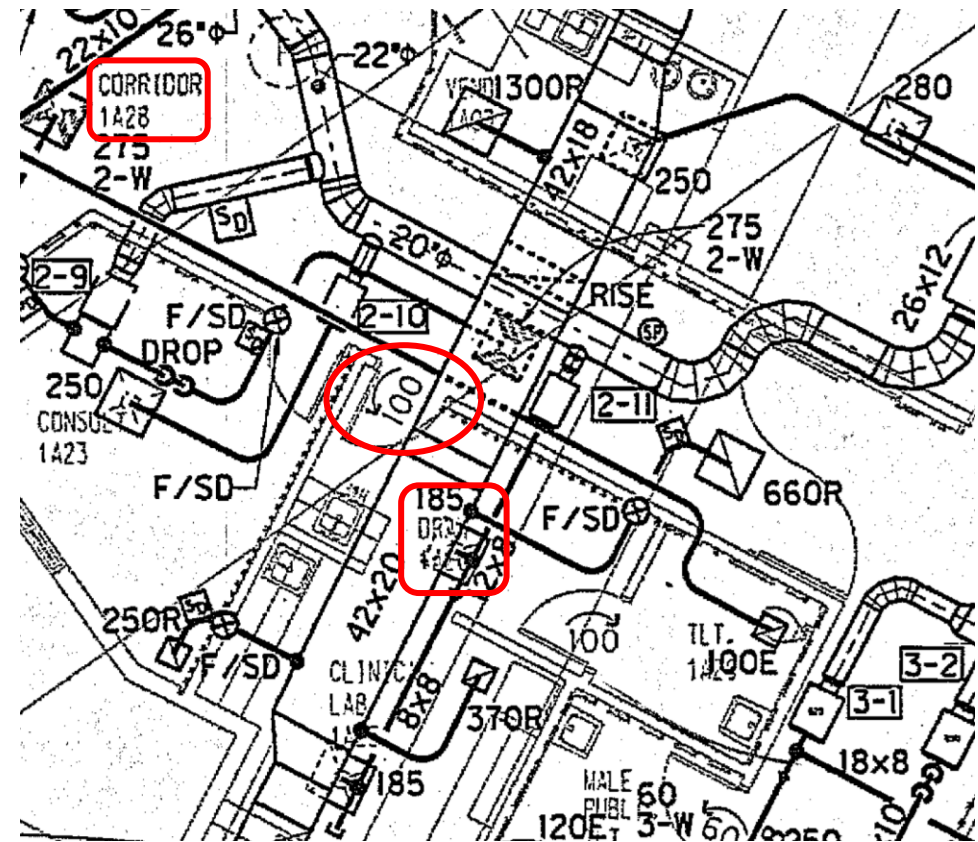 22x10
26"ф
22"ф
CORRIDOR
1A28
275
2-W
VEND
1300R
280
42x18
250
SD
20"ф
275
2-W
26x12
2-9
RISE
F/SD
2-10
SP
DROP
250
100
2-11
CONSULT
1A23
185
660R
F/SD
F/SD
42x20
250R
F/SD
100
TLT.
100E
3-2
CLINIC
LAB
8x8
3-1
370R
18x8
185
MALE
PUBL
60
3-W
60
120E